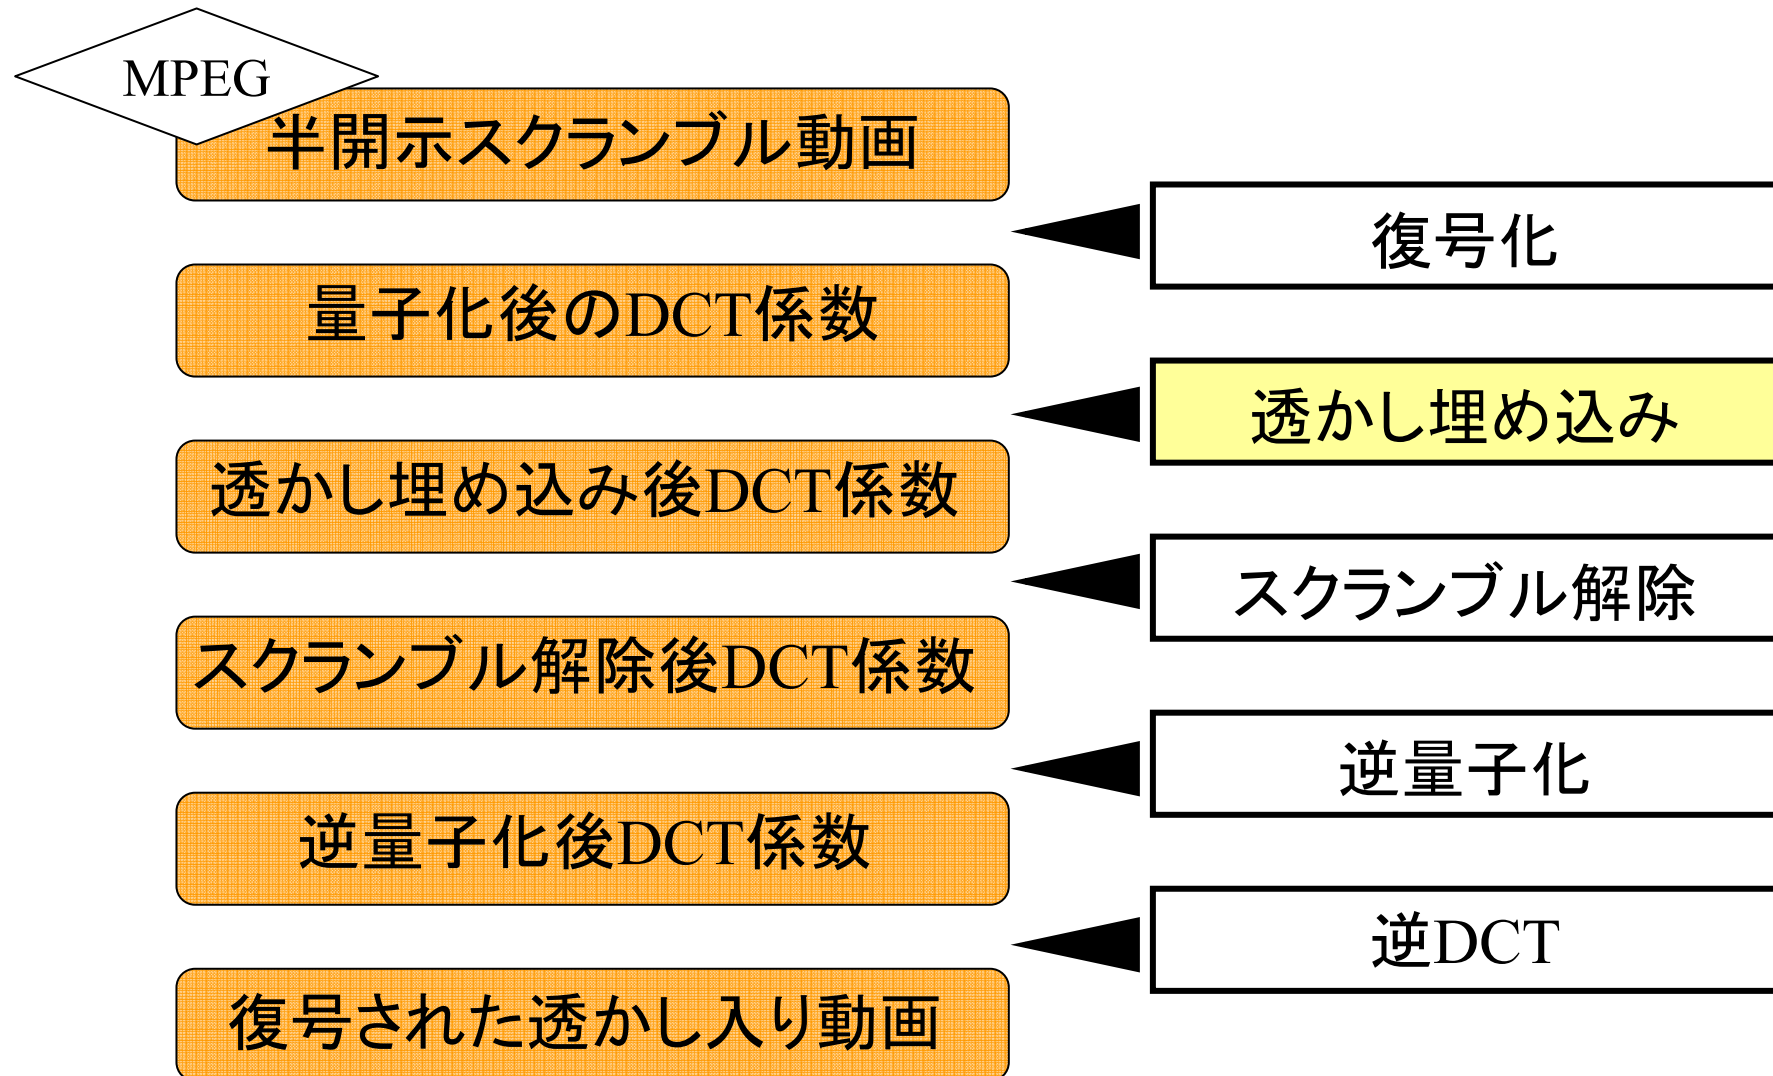 MPEG
半開示スクランブル動画
復号化
量子化後のDCT係数
透かし埋め込み
透かし埋め込み後DCT係数
スクランブル解除
スクランブル解除後DCT係数
逆量子化
逆量子化後DCT係数
逆DCT
復号された透かし入り動画